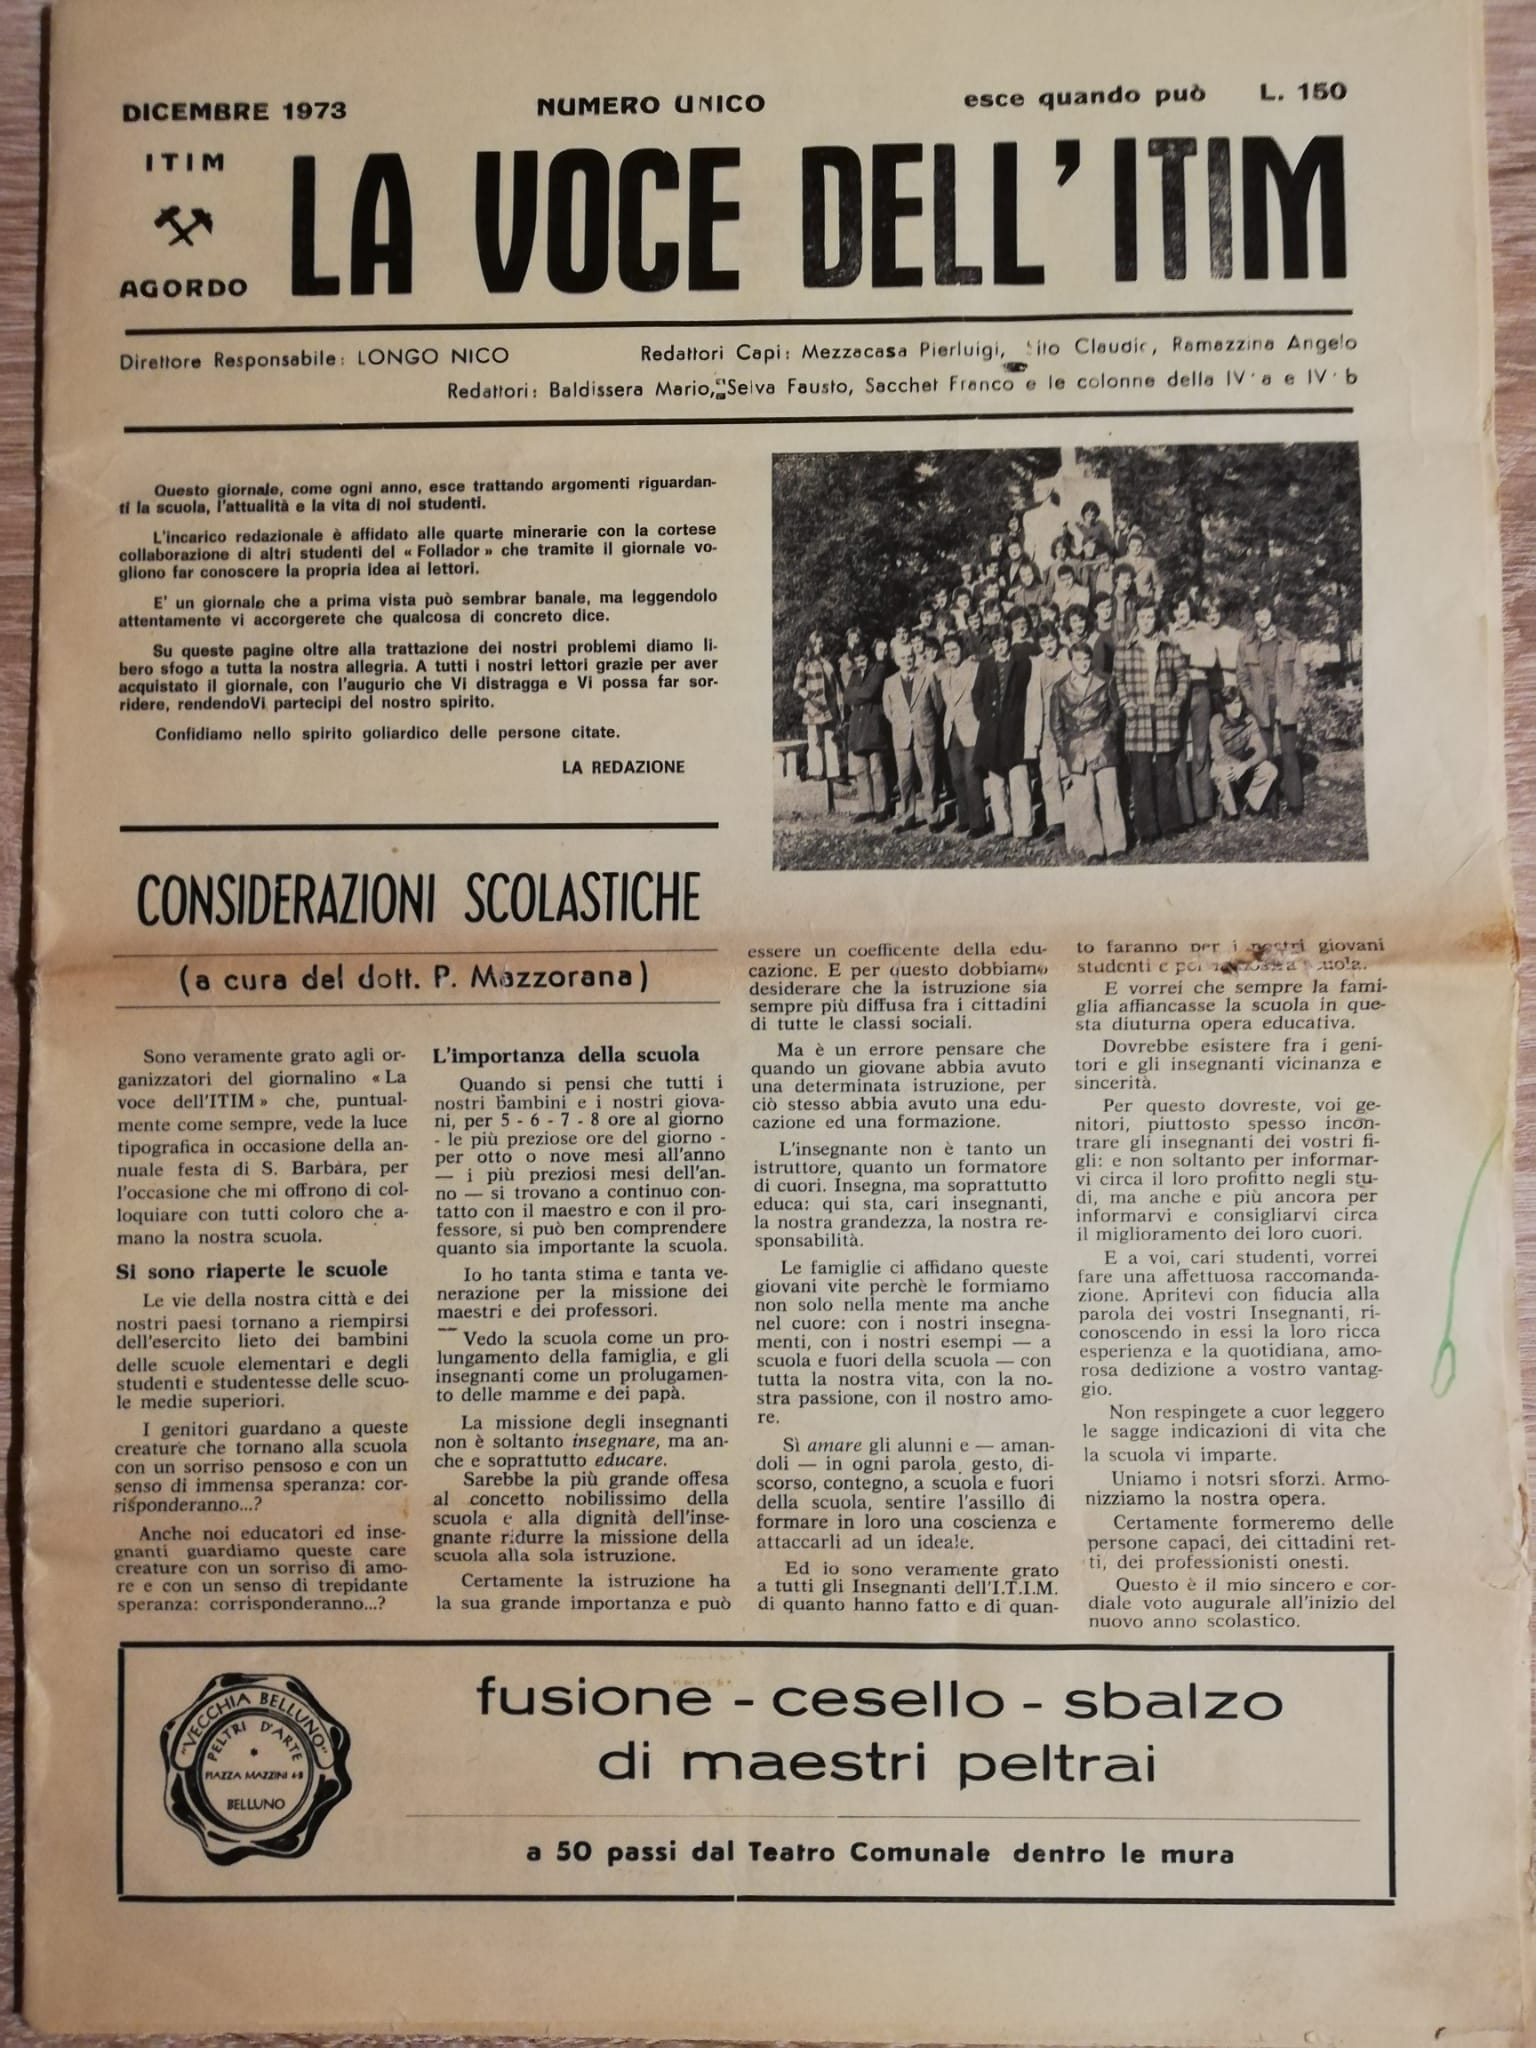 DICEMBRE 1973
NUMERO UNICO
esce quando può L. 150
ITIM
AGORDO
LA VOCE DELL'ITIM
Direttore Responsabile: LONGO NICO
Redattori Capi: Mezzacasa Pierluigi, Claudio, Ramazzina Angelo
Redattori: Baldissera Mario, Selva Fausto, Sacchet Franco e le colonne della IV a e IV b
Questo giornale, come ogni anno, esce trattando argomenti riguardan-
ti la scuola, l'attualità e la vita di noi studenti.
L'incarico redazionale è affidato alle quarte minerarie con la cortese
collaborazione di altri studenti del « Follador » che tramite il giornale vo-
gliono far conoscere la propria idea ai lettori.
E' un giornale che a prima vista può sembrar banale, ma leggendolo
attentamente vi accorgerete che qualcosa di concreto dice.
Su queste pagine oltre alla trattazione dei nostri problemi diamo li-
bero sfogo a tutta la nostra allegria. A tutti i nostri lettori grazie per aver
acquistato il giornale, con l'augurio che Vi distragga e Vi possa far sor-
ridere, rendendoVi partecipi del nostro spirito.
Confidiamo nello spirito goliardico delle persone citate.
LA REDAZIONE
CONSIDERAZIONI SCOLASTICHE
(a cura del dott. P. Mazzorana)
Sono veramente grato agli or-
ganizzatori del giornalino « La
voce dell'ITIM » che, puntual-
mente come sempre, vede la luce
tipografica in occasione della an-
nuale festa di S. Barbara, per
l'occasione che mi offrono di col-
loquiare con tutti coloro che a-
mano la nostra scuola.
Si sono riaperte le scuole
Le vie della nostra città e dei
nostri paesi tornano a riempirsi
dell'esercito lieto dei bambini
delle scuole elementari e degli
studenti e studentesse delle scuo-
le medie superiori.
I genitori guardano a queste
creature che tornano alla scuola
con un sorriso pensoso e con un
senso di immensa speranza: cor-
risponderanno...?
Anche noi educatori ed inse-
gnanti guardiamo queste care
creature con un sorriso di amo-
re e con un senso di trepidante
speranza: corrisponderanno...?
L'importanza della scuola
Quando si pensi che tutti i
nostri bambini e i nostri giova-
ni, per 5 - 6 - 7 - 8 ore al giorno
- le più preziose ore del giorno -
per otto o nove mesi all'anno
— i più preziosi mesi dell'an-
no — si trovano a continuo con-
tatto con il maestro e con il pro-
fessore, si può ben comprendere
quanto sia importante la scuola.
Io ho tanta stima e tanta ve-
nerazione per la missione dei
maestri e dei professori.
Vedo la scuola come un pro-
lungamento della famiglia, e gli
insegnanti come un prolugamen-
to delle mamme e dei papà.
La missione degli insegnanti
non è soltanto insegnare, ma an-
che e soprattutto educare.
Sarebbe la più grande offesa
al concetto nobilissimo della
scuola e alla dignità dell'inse-
gnante ridurre la missione della
scuola alla sola istruzione.
Certamente la istruzione ha
la sua grande importanza e può
essere un coefficente della edu-
cazione. E per questo dobbiamo
desiderare che la istruzione sia
sempre più diffusa fra i cittadini
di tutte le classi sociali.
Ma è un errore pensare che
quando un giovane abbia avuto
una determinata istruzione, per
ciò stesso abbia avuto una edu-
cazione ed una formazione.
L'insegnante non è tanto un
istruttore, quanto un formatore
di cuori. Insegna, ma soprattutto
educa: qui sta, cari insegnanti,
la nostra grandezza, la nostra re-
sponsabilità.
Le famiglie ci affidano queste
giovani vite perchè le formiamo
non solo nella mente ma anche
nel cuore: con i nostri insegna-
menti, con i nostri esempi — a
scuola e fuori della scuola — con
tutta la nostra vita, con la no-
stra passione, con il nostro amo-
re.
Sì amare gli alunni e — aman-
doli — in ogni parola, gesto, di-
scorso, contegno, a scuola e fuori
della scuola, sentire l'assillo di
formare in loro una coscienza e
attaccarli ad un ideale.
Ed io sono veramente grato
a tutti gli Insegnanti dell'I.T.I.M.
di quanto hanno fatto e di quan-
to faranno per i nostri giovani
studenti e per la nostra scuola.
E vorrei che sempre la fami-
glia affiancasse la scuola in que-
sta diuturna opera educativa.
Dovrebbe esistere fra i geni-
tori e gli insegnanti vicinanza e
sincerità.
Per questo dovreste, voi ge-
nitori, piuttosto spesso incon-
trare gli insegnanti dei vostri fi-
gli: e non soltanto per informar-
vi circa il loro profitto negli stu-
di, ma anche e più ancora per
informarvi e consigliarvi circa
il miglioramento dei loro cuori.
E a voi, cari studenti, vorrei
fare una affettuosa raccomanda-
zione. Apritevi con fiducia alla
parola dei vostri Insegnanti, ri-
conoscendo in essi la loro ricca
esperienza e la quotidiana, amo-
rosa dedizione a vostro vantag-
gio.
Non respingete a cuor leggero
le sagge indicazioni di vita che
la scuola vi imparte.
Uniamo i notsri sforzi. Armo-
nizziamo la nostra opera.
Certamente formeremo delle
persone capaci, dei cittadini ret-
ti, dei professionisti onesti.
Questo è il mio sincero e cor-
diale voto augurale all'inizio del
nuovo anno scolastico.
"VECCHIA BELLUNO"
PELTRI D'ARTE
PIAZZA MAZZINI 6-8
BELLUNO
fusione - cesello - sbalzo
di maestri peltrai
a 50 passi dal Teatro Comunale dentro le mura